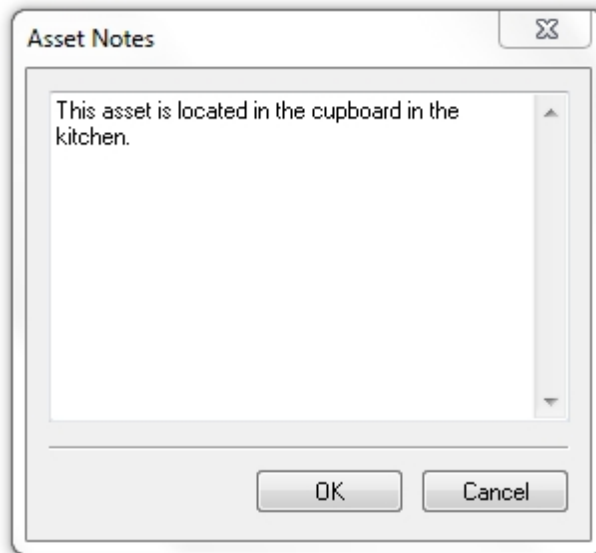 Asset Notes
This asset is located in the cupboard in the
kitchen.
OK
Cancel